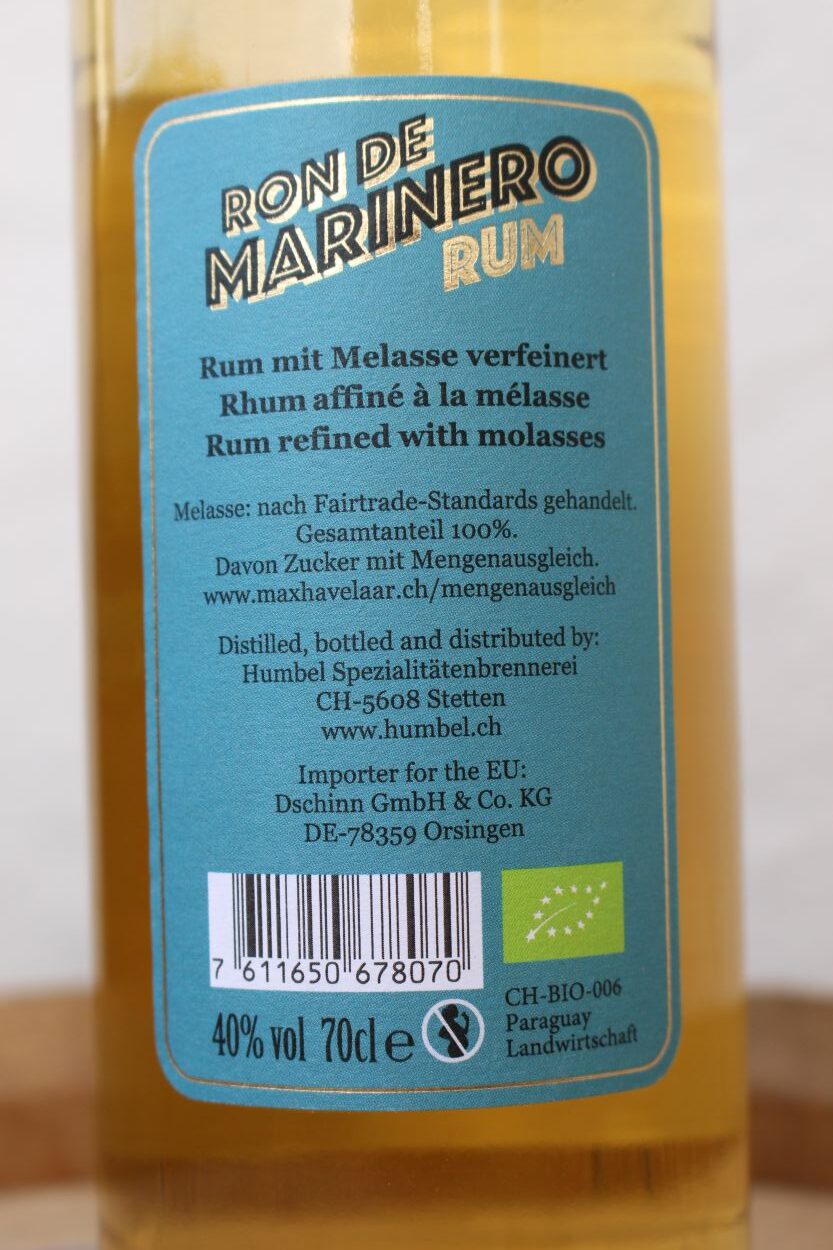 RON DE
MARINERO
RUM
Rum mit Melasse verfeinert
Rhum affiné à la mélasse
Rum refined with molasses
Melasse: nach Fairtrade-Standards gehandelt.
Gesamtanteil 100%.
Davon Zucker mit Mengenausgleich.
www.maxhavelaar.ch/mengenausgleich
Distilled, bottled and distributed by:
Humbel Spezialitätenbrennerei
CH-5608 Stetten
www.humbel.ch
Importer for the EU:
Dschinn GmbH & Co. KG
DE-78359 Orsingen
7 611650 678070
CH-BIO-006
Paraguay
Landwirtschaft
40% vol 70cl e